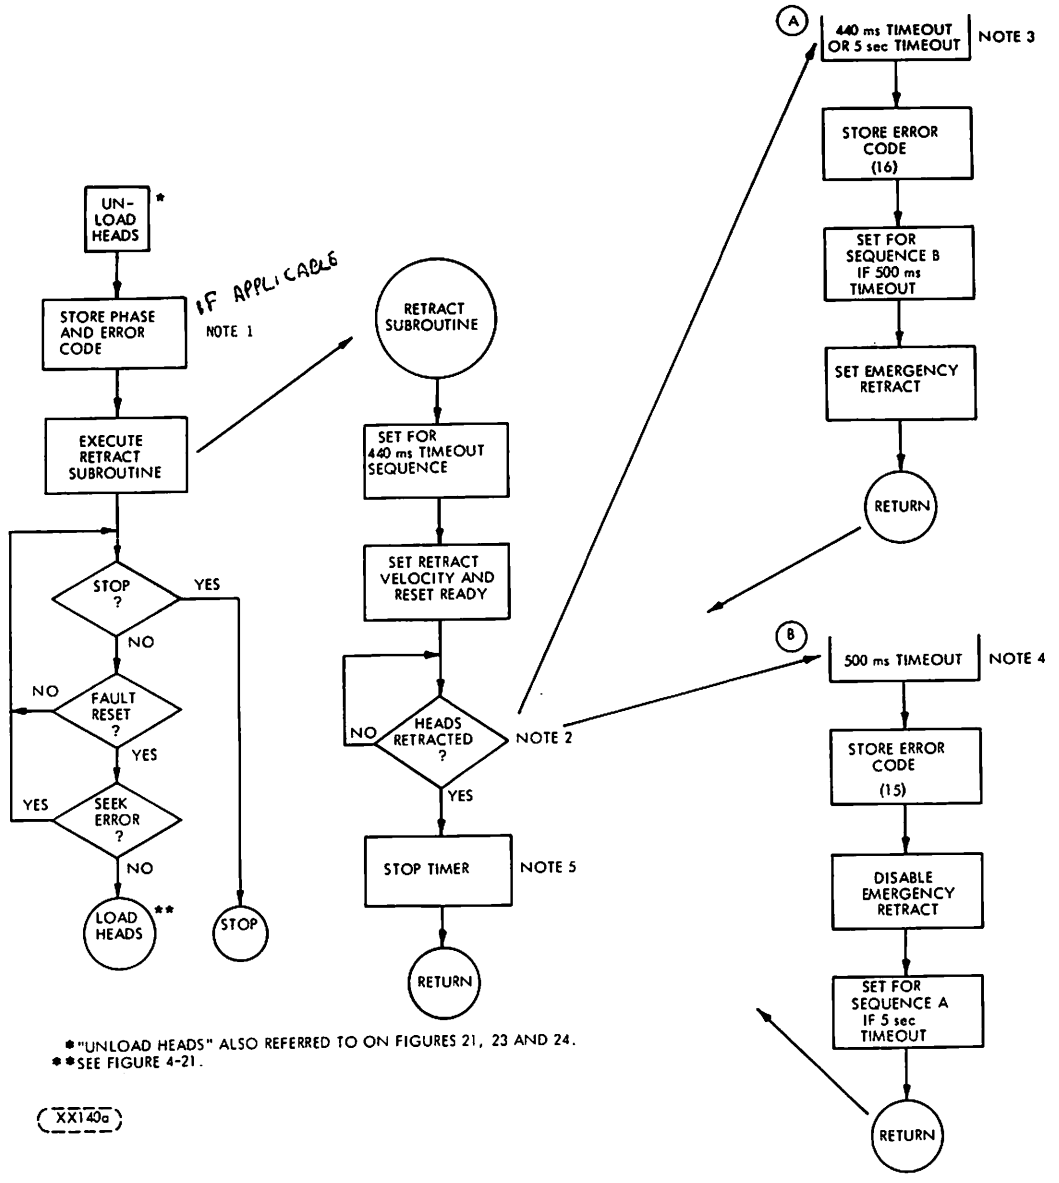 UN-
LOAD
HEADS
*
STORE PHASE
AND ERROR
CODE
IF APPLICABLE
NOTE 1
EXECUTE
RETRACT
SUBROUTINE
STOP
?
YES
NO
FAULT
RESET
?
NO
YES
SEEK
ERROR
?
YES
NO
LOAD
HEADS
**
STOP
RETRACT
SUBROUTINE
SET FOR
440 ms TIMEOUT
SEQUENCE
SET RETRACT
VELOCITY AND
RESET READY
HEADS
RETRACTED
?
NO
NOTE 2
YES
STOP TIMER
NOTE 5
RETURN
A
440 ms TIMEOUT
OR 5 sec TIMEOUT
NOTE 3
STORE ERROR
CODE
(16)
SET FOR
SEQUENCE B
IF 500 ms
TIMEOUT
SET EMERGENCY
RETRACT
RETURN
B
500 ms TIMEOUT
NOTE 4
STORE ERROR
CODE
(15)
DISABLE
EMERGENCY
RETRACT
SET FOR
SEQUENCE A
IF 5 sec
TIMEOUT
RETURN
*"UNLOAD HEADS" ALSO REFERRED TO ON FIGURES 21, 23 AND 24.
**SEE FIGURE 4-21.
XX140a